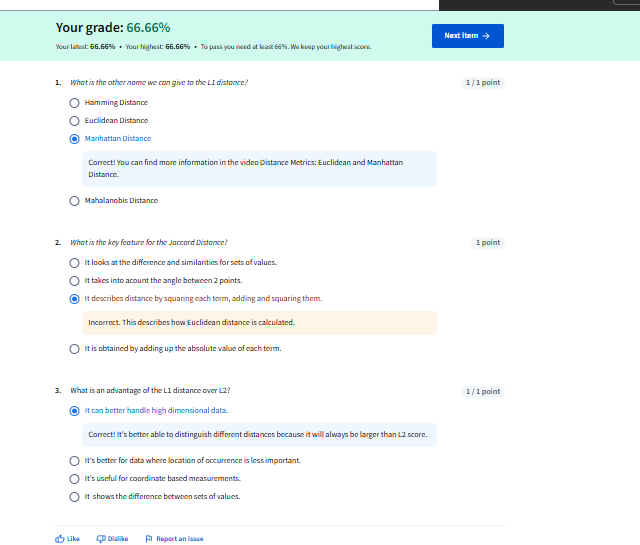 Your grade: 66.66%
Your latest: 66.66% • Your highest: 66.66% • To pass you need at least 66%. We keep your highest score.
Next item →
1. What is the other name we can give to the L1 distance?
1 / 1 point
Hamming Distance
Euclidean Distance
Manhattan Distance
Correct! You can find more information in the video Distance Metrics: Euclidean and Manhattan
Distance.
Mahalanobis Distance
2. What is the key feature for the Jaccard Distance?
1 point
It looks at the difference and similarities for sets of values.
It takes into acount the angle between 2 points.
It describes distance by squaring each term, adding and squaring them.
Incorrect. This describes how Euclidean distance is calculated.
It is obtained by adding up the absolute value of each term.
3. What is an advantage of the L1 distance over L2?
1 / 1 point
It can better handle high dimensional data.
Correct! It's better able to distinguish different distances because it will always be larger than L2 score.
It's better for data where location of occurrence is less important.
It's useful for coordinate based measurements.
It shows the difference between sets of values.
Like
Dislike
Report an issue